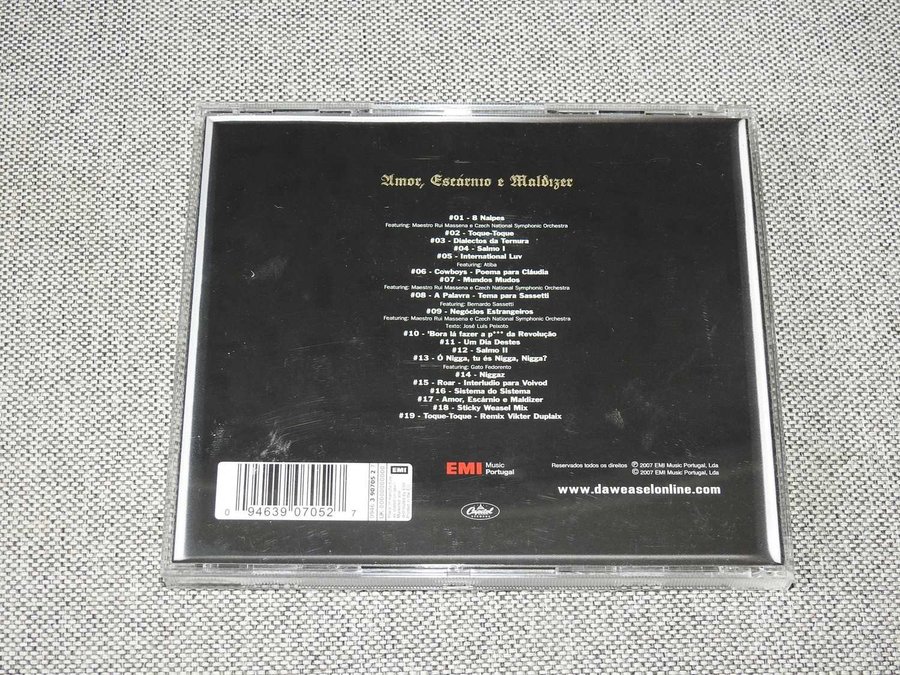 Amor, Escárnio e Maldizer
#01 - 8 Naipes
Featuring: Maestro Rui Massena e Czech National Symphonic Orchestra
#02 - Toque-Toque
#03 - Dialectos da Ternura
#04 - Salmo I
#05 - International Luv
Featuring: Atiba
#06 - Cowboys - Poema para Cláudia
#07 - Mundos Mudos
Featuring: Maestro Rui Massena e Czech National Symphonic Orchestra
#08 - A Palavra - Tema para Sassetti
Featuring: Bernardo Sassetti
#09 - Negócios Estrangeiros
Featuring: Maestro Rui Massena e Czech National Symphonic Orchestra
Texto: José Luis Peixoto
#10 - 'Bora lá fazer a p*** da Revolução
#11 - Um Dia Destes
#12 - Salmo II
#13 - Ó Nigga, tu és Nigga, Nigga?
Featuring: Gato Fedorento
#14 - Niggaz
#15 - Roar - Interludio para Voivod
#16 - Sistema do Sistema
#17 - Amor, Escárnio e Maldizer
#18 - Sticky Weasel Mix
#19 - Toque-Toque - Remix Vikter Duplaix
0 94639 07052 7
3 90705 2
EMI
EMI Music Portugal
Capitol
Reservados todos os direitos ℗ 2007 EMI Music Portugal, Lda
© 2007 EMI Music Portugal, Lda
www.daweaselonline.com